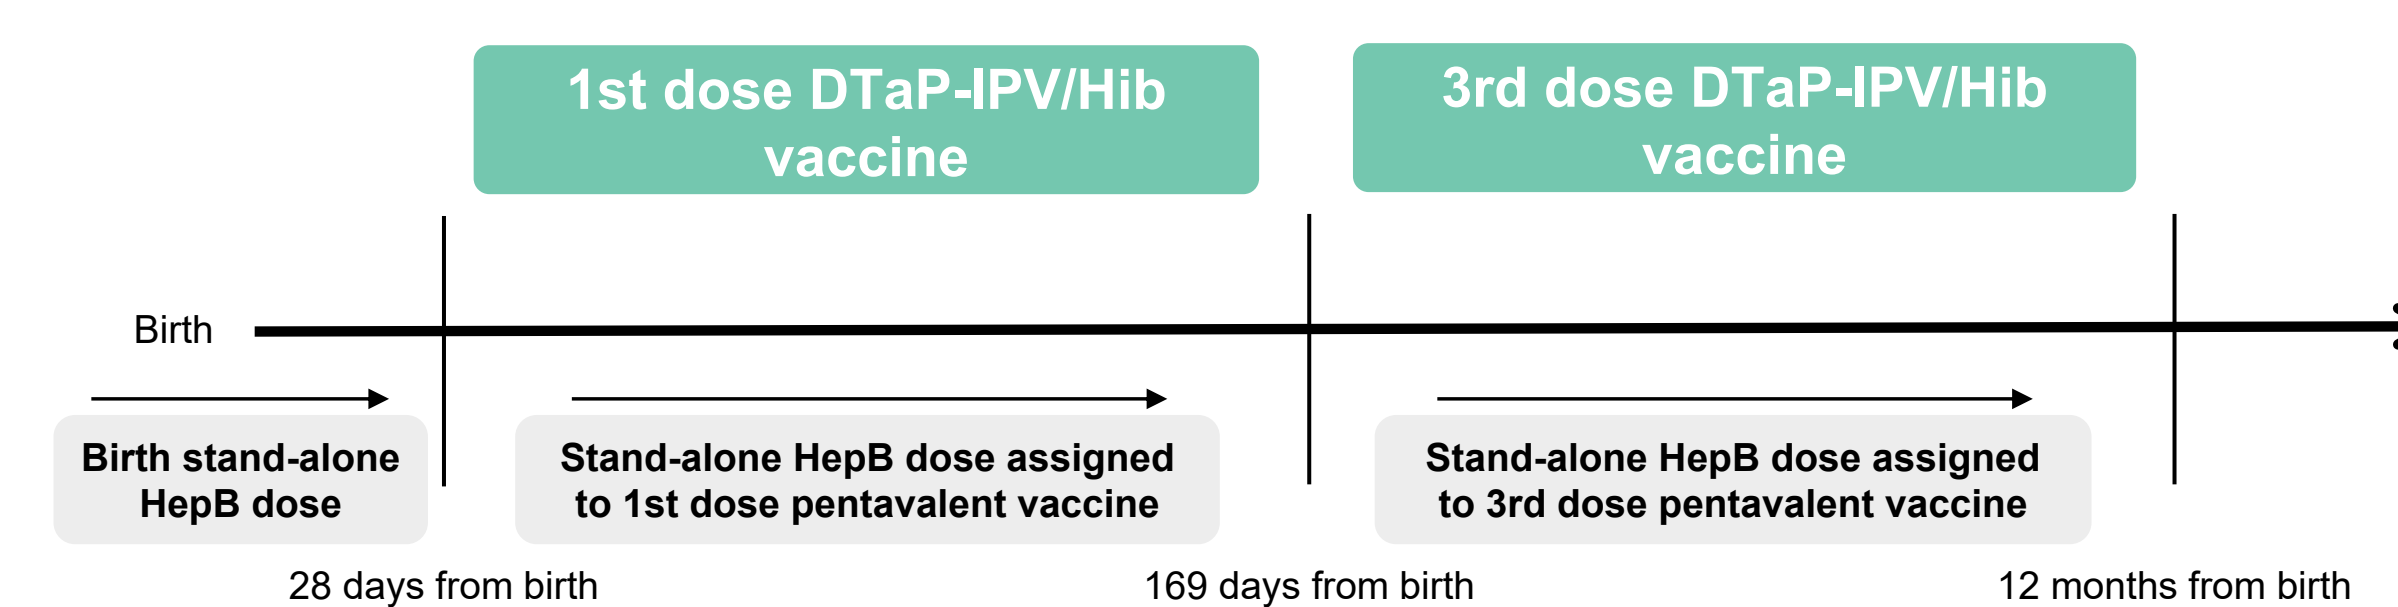 1st dose DTaP-IPV/Hib
vaccine
3rd dose DTaP-IPV/Hib
vaccine
Birth
Birth stand-alone
HepB dose
Stand-alone HepB dose assigned
to 1st dose pentavalent vaccine
Stand-alone HepB dose assigned
to 3rd dose pentavalent vaccine
28 days from birth
169 days from birth
12 months from birth